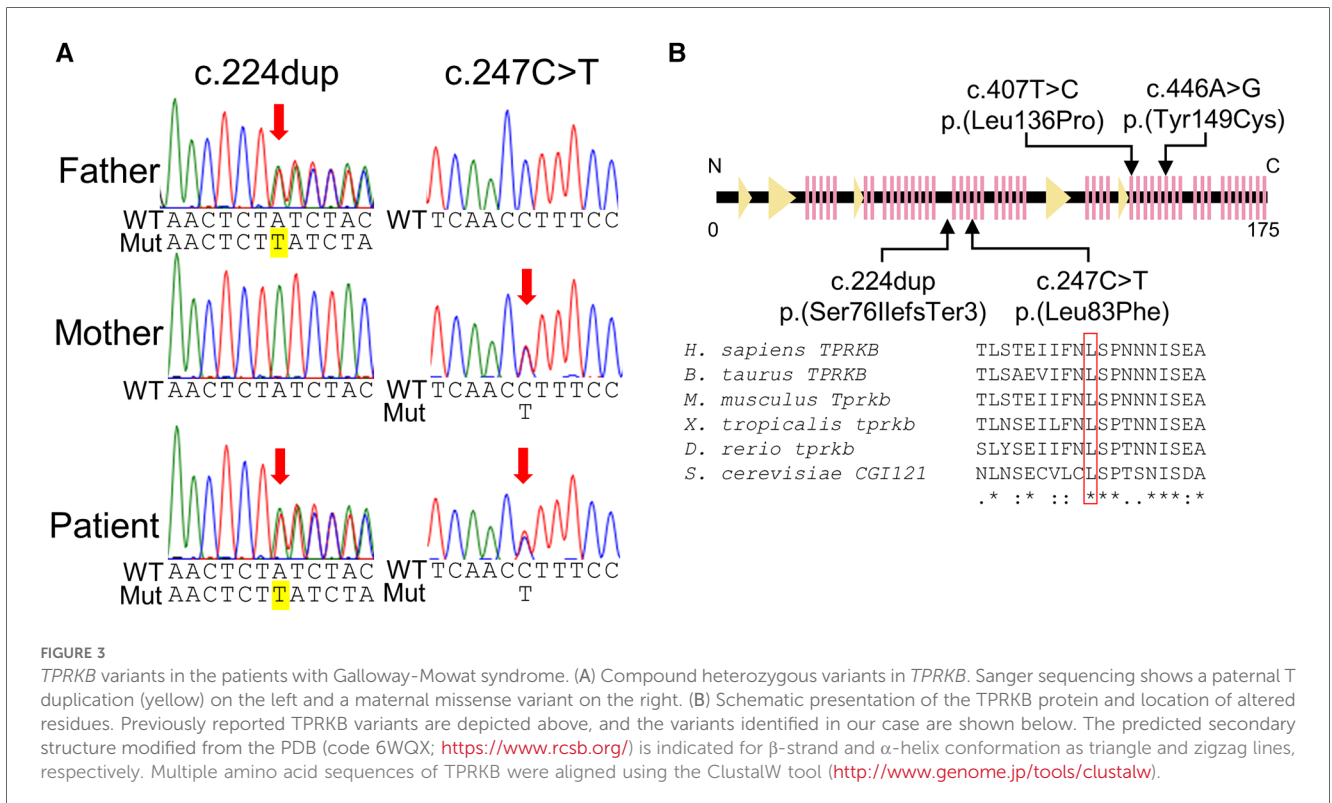 A
c.224dup
c.247C>T
Father
WT AACTCTATCTAC
Mut AACTCTTATCTA
WT TCAACCTTTCC
Mother
WT AACTCTATCTAC
WT TCAACCTTTCC
Mut T
Patient
WT AACTCTATCTAC
Mut AACTCTTATCTA
WT TCAACCTTTCC
Mut T
B
c.407T>C
p.(Leu136Pro)
c.446A>G
p.(Tyr149Cys)
N
C
0
175
c.224dup
p.(Ser76IlefsTer3)
c.247C>T
p.(Leu83Phe)
H. sapiens TPRKB TLSTEIIFNLSPNNNISEA
B. taurus TPRKB TLSAEVIFNLSPNNNISEA
M. musculus Tprkb TLSTEIIFNLSPNNNISEA
X. tropicalis tprkb TLNSEILFNLSPTNNISEA
D. rerio tprkb SLYSEIIFNLSPTNNISEA
S. cerevisiae CGI121 NLNSECVLCLSPTSNISDA
.* :* :: ***..***:*
FIGURE 3
TPRKB variants in the patients with Galloway-Mowat syndrome. (A) Compound heterozygous variants in TPRKB. Sanger sequencing shows a paternal T
duplication (yellow) on the left and a maternal missense variant on the right. (B) Schematic presentation of the TPRKB protein and location of altered
residues. Previously reported TPRKB variants are depicted above, and the variants identified in our case are shown below. The predicted secondary
structure modified from the PDB (code 6WQX; https://www.rcsb.org/) is indicated for β-strand and α-helix conformation as triangle and zigzag lines,
respectively. Multiple amino acid sequences of TPRKB were aligned using the ClustalW tool (http://www.genome.jp/tools/clustalw).